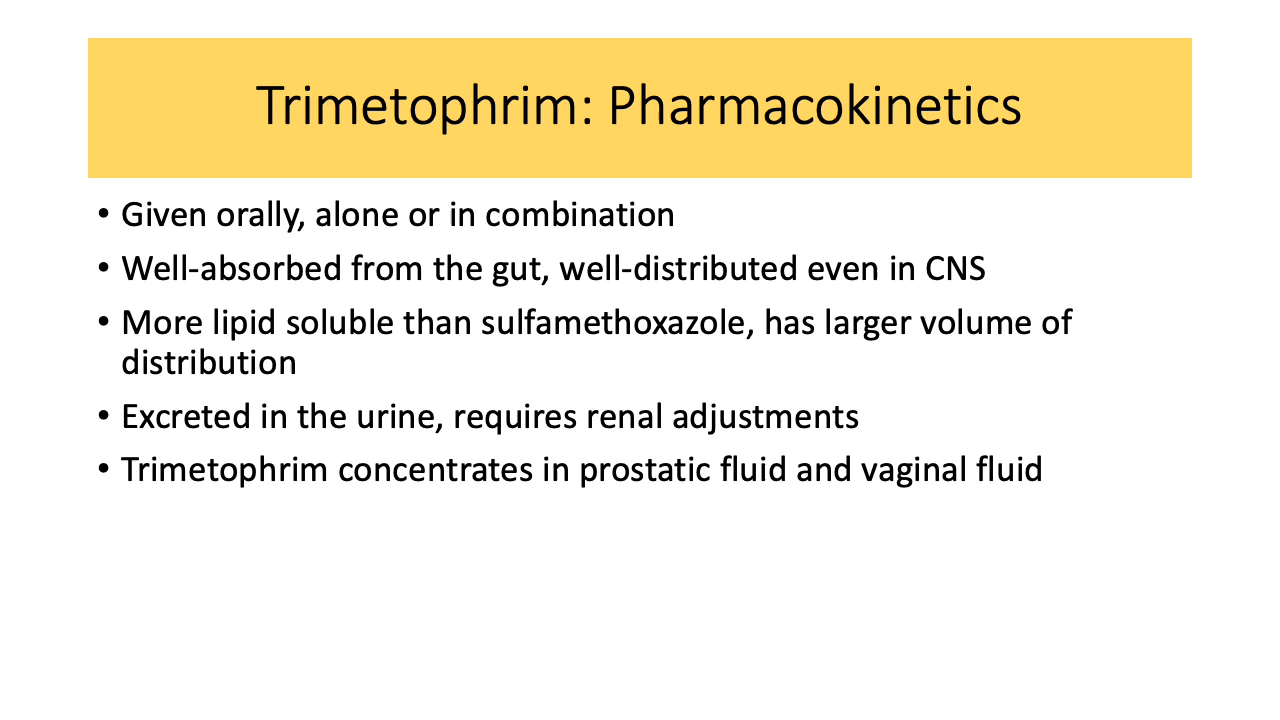 Trimetophrim: Pharmacokinetics
• Given orally, alone or in combination
• Well-absorbed from the gut, well-distributed even in CNS
• More lipid soluble than sulfamethoxazole, has larger volume of
distribution
• Excreted in the urine, requires renal adjustments
• Trimetophrim concentrates in prostatic fluid and vaginal fluid